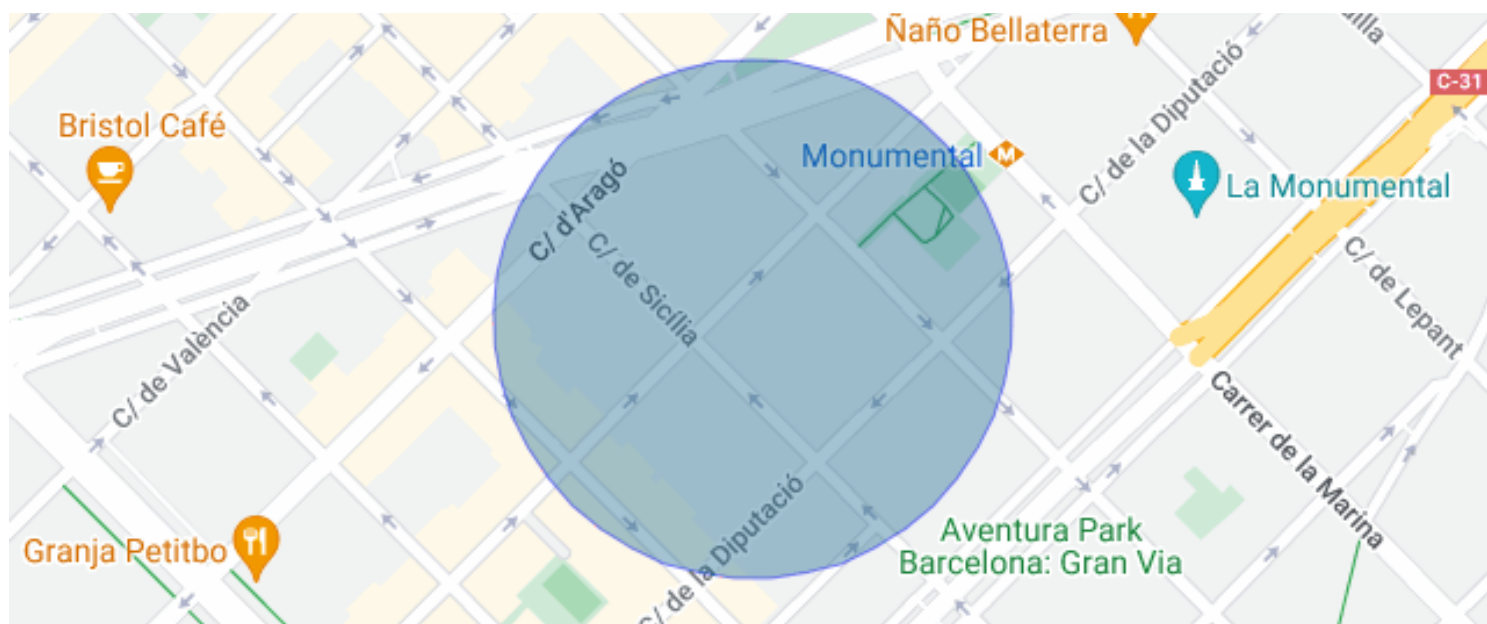 Ñaño Bellaterra
C-31
Bristol Café
C/ de la Diputació
Monumental
La Monumental
C/ d'Aragó
C/ de Sicília
C/ de Lepant
C/ de València
Carrer de la Marina
Granja Petitbo
C/ de la Diputació
Aventura Park
Barcelona: Gran Via